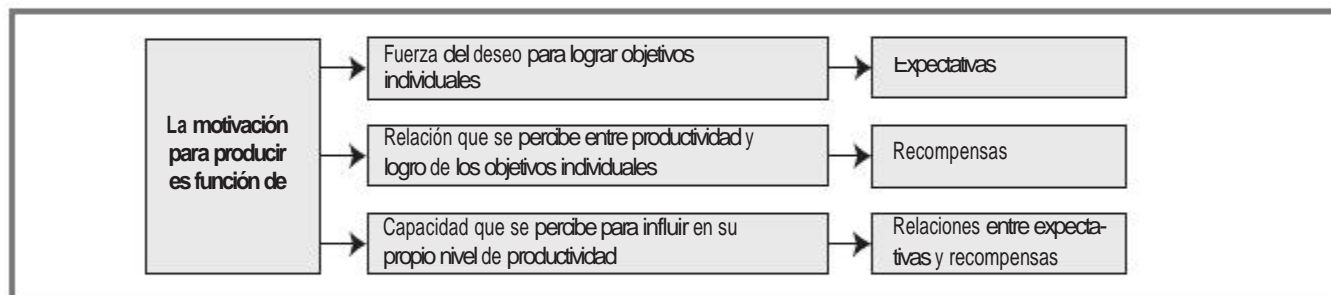 La motivación
para producir
es función de
Fuerza del deseo para lograr objetivos
individuales
Expectativas
Relación que se percibe entre productividad y
logro de los objetivos individuales
Recompensas
Capacidad que se percibe para influir en su
propio nivel de productividad
Relaciones entre expecta-
tivas y recompensas